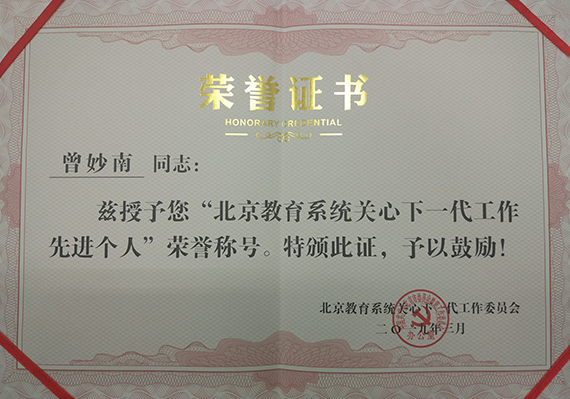 荣誉证书
HONORARY CREDENTIAL
曾妙南 同志：
兹授予您“北京教育系统关心下一代工作
先进个人”荣誉称号。特颁此证，予以鼓励！
北京教育系统关心下一代工作委员会
二〇一九年三月
办公室